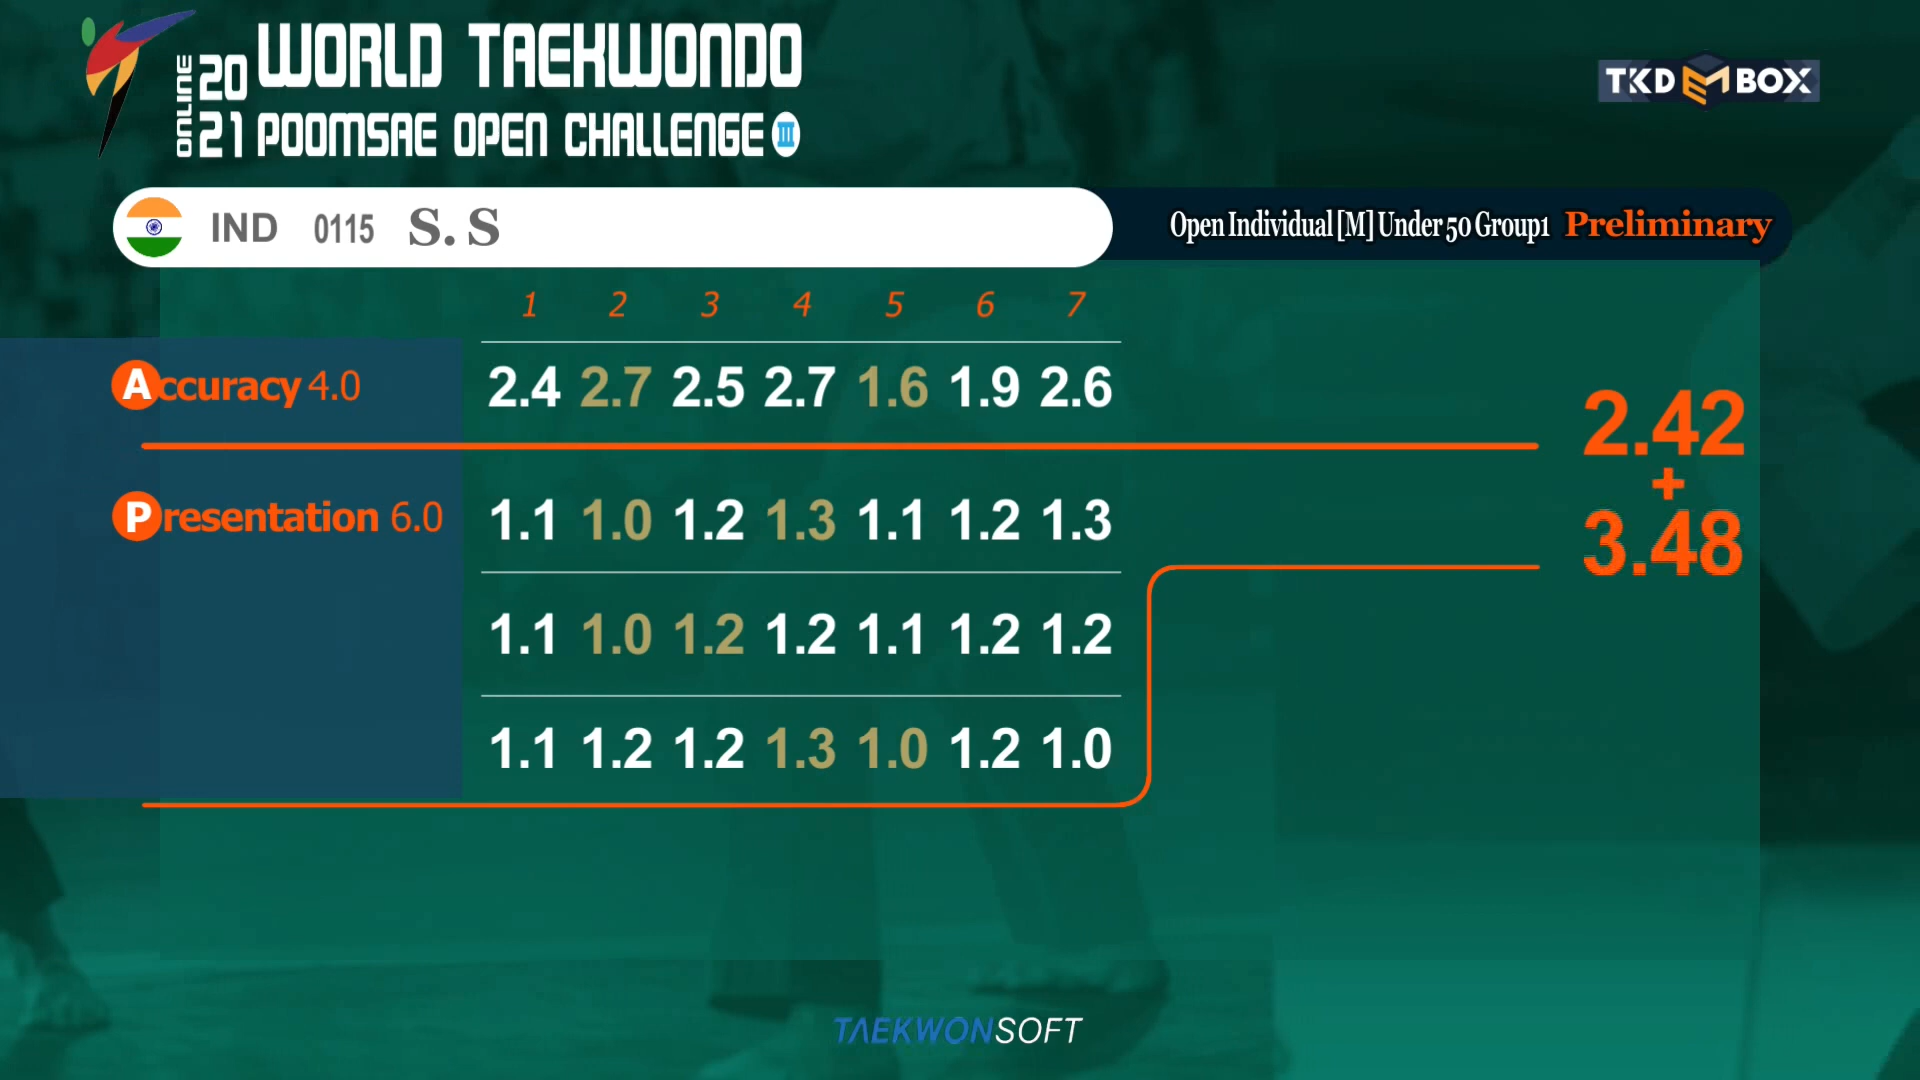 ONLINE 2021 WORLD TAEKWONDO
POOMSAE OPEN CHALLENGE III
TKD BOX
IND 0115 S. S
Open Individual [M] Under 50 Group1 Preliminary
1 2 3 4 5 6 7
Accuracy 4.0 2.4 2.7 2.5 2.7 1.6 1.9 2.6
2.42
+
3.48
Presentation 6.0 1.1 1.0 1.2 1.3 1.1 1.2 1.3
1.1 1.0 1.2 1.2 1.1 1.2 1.2
1.1 1.2 1.2 1.3 1.0 1.2 1.0
TAEKWONSOFT